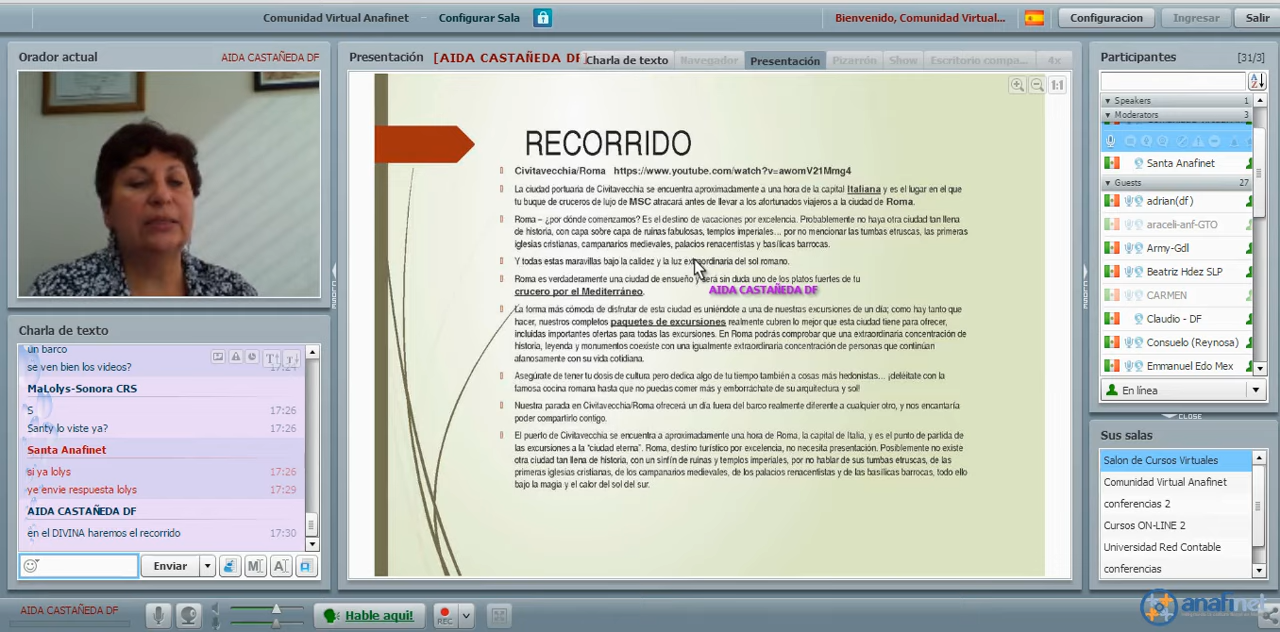 Comunidad Virtual Anafinet
Configurar Sala
Bienvenido, Comunidad Virtual...
Configuracion
Ingresar
Salir
Orador actual
AIDA CASTAÑEDA DF
Presentación
[AIDA CASTAÑEDA DF
Charla de texto
Navegador
Presentación
Pizarrón
Show
Escritorio compa...
4x
1:1
RECORRIDO
Civitavecchia/Roma https://www.youtube.com/watch?v=awomV21Mmg4
La ciudad portuaria de Civitavecchia se encuentra aproximadamente a una hora de la capital Italiana y es el lugar en el que
tu buque de cruceros de lujo de MSC atracará antes de llevar a los afortunados viajeros a la ciudad de Roma.
Roma – ¿por dónde comenzamos? Es el destino de vacaciones por excelencia. Probablemente no haya otra ciudad tan llena
de historia, con capa sobre capa de ruinas fabulosas, templos imperiales... por no mencionar las tumbas etruscas, las primeras
iglesias cristianas, campanarios medievales, palacios renacentistas y basílicas barrocas.
Y todas estas maravillas bajo la calidez y la luz extraordinaria del sol romano.
Roma es verdaderamente una ciudad de ensueño y será sin duda uno de los platos fuertes de tu
crucero por el Mediterráneo.
AIDA CASTAÑEDA DF
La forma más cómoda de disfrutar de esta ciudad es uniéndote a una de nuestras excursiones de un día; como hay tanto que
hacer, nuestros completos paquetes de excursiones realmente cubren lo mejor que esta ciudad tiene para ofrecer,
incluidas importantes ofertas para todas las excursiones. En Roma podrás comprobar que una extraordinaria concentración de
historia, leyenda y monumentos coexiste con una igualmente extraordinaria concentración de personas que continúan
afanosamente con su vida cotidiana.
Asegúrate de tener tu dosis de cultura pero dedica algo de tu tiempo también a cosas más hedonistas... ¡deléitate con la
famosa cocina romana hasta que no puedas comer más y emborráchate de su arquitectura y sol!
Nuestra parada en Civitavecchia/Roma ofrecerá un día fuera del barco realmente diferente a cualquier otro, y nos encantaría
poder compartirlo contigo.
El puerto de Civitavecchia se encuentra a aproximadamente una hora de Roma, la capital de Italia, y es el punto de partida de
las excursiones a la "ciudad eterna". Roma, destino turístico por excelencia, no necesita presentación. Posiblemente no existe
otra ciudad tan llena de historia, con un sinfín de ruinas y templos imperiales, por no hablar de sus tumbas etruscas, de las
primeras iglesias cristianas, de los campanarios medievales, de los palacios renacentistas y de las basílicas barrocas, todo ello
bajo la magia y el calor del sol del sur.
Charla de texto
un barco
se ven bien los videos? 17:24
MaLolys-Sonora CRS
S 17:26
Santy lo viste ya? 17:26
Santa Anafinet
si ya lolys 17:26
ye envie respuesta lolys 17:29
AIDA CASTAÑEDA DF
en el DIVINA haremos el recorrido 17:30
Enviar
AIDA CASTAÑEDA DF
Hable aqui!
REC
Participantes
[31/3]
Speakers 1
Moderators 3
Santa Anafinet
Guests 27
adrian(df)
araceli-anf-GTO
Army-Gdl
Beatriz Hdez SLP
CARMEN
Claudio - DF
Consuelo (Reynosa)
Emmanuel Edo Mex
En línea
CLOSE
Sus salas
Salon de Cursos Virtuales
Comunidad Virtual Anafinet
conferencias 2
Cursos ON-LINE 2
Universidad Red Contable
conferencias
anafinet